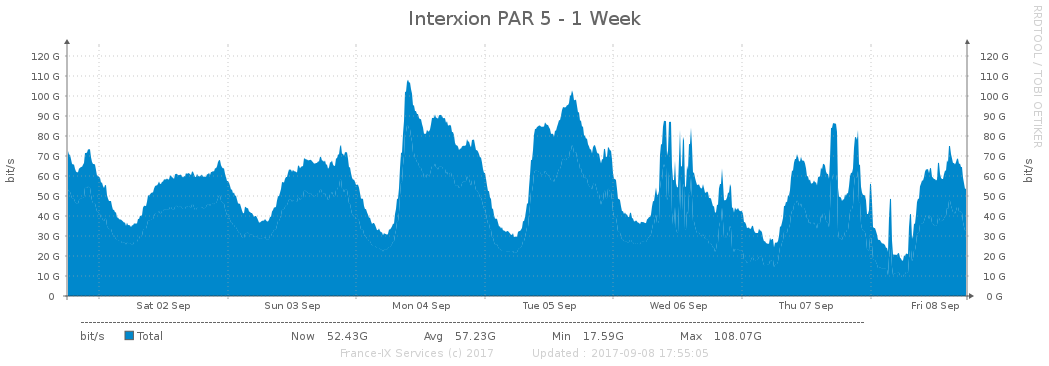 Interxion PAR 5 - 1 Week
RRDTOOL / TOBI OETIKER
bit/s
bit/s
120 G 120 G
110 G 110 G
100 G 100 G
90 G 90 G
80 G 80 G
70 G 70 G
60 G 60 G
50 G 50 G
40 G 40 G
30 G 30 G
20 G 20 G
10 G 10 G
0 0 G
Sat 02 Sep Sun 03 Sep Mon 04 Sep Tue 05 Sep Wed 06 Sep Thu 07 Sep Fri 08 Sep
bit/s Total Now 52.43G Avg 57.23G Min 17.59G Max 108.07G
France-IX Services (c) 2017 Updated : 2017-09-08 17:55:05